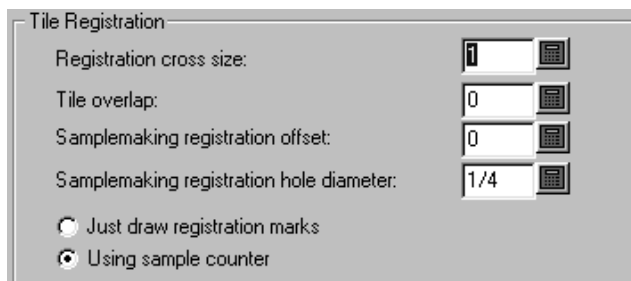 Tile Registration
Registration cross size: 1
Tile overlap: 0
Samplemaking registration offset: 0
Samplemaking registration hole diameter: 1/4
Just draw registration marks
Using sample counter